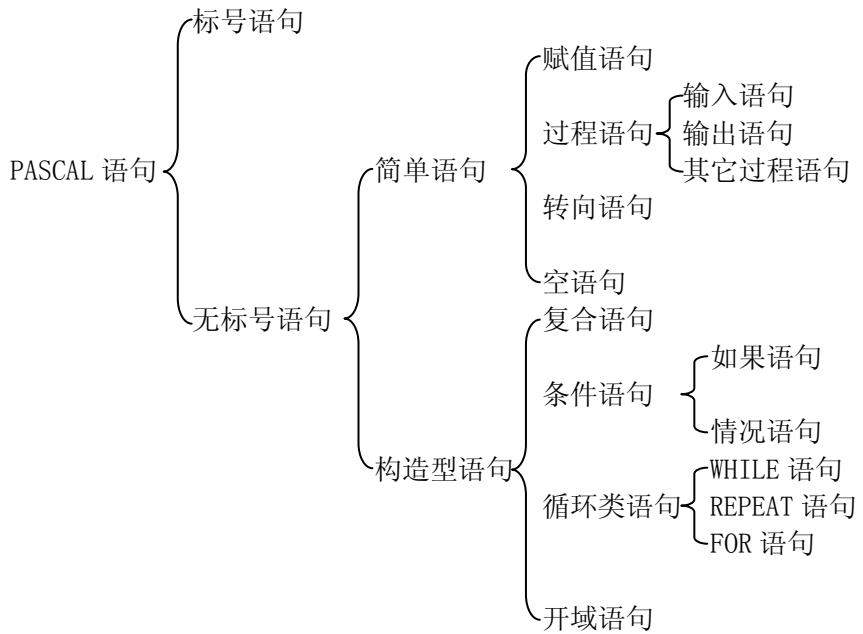 标号语句
赋值语句
输入语句
过程语句
输出语句
PASCAL 语句
简单语句
其它过程语句
转向语句
空语句
无标号语句
复合语句
如果语句
条件语句
情况语句
构造型语句
WHILE 语句
循环类语句
REPEAT 语句
FOR 语句
开域语句